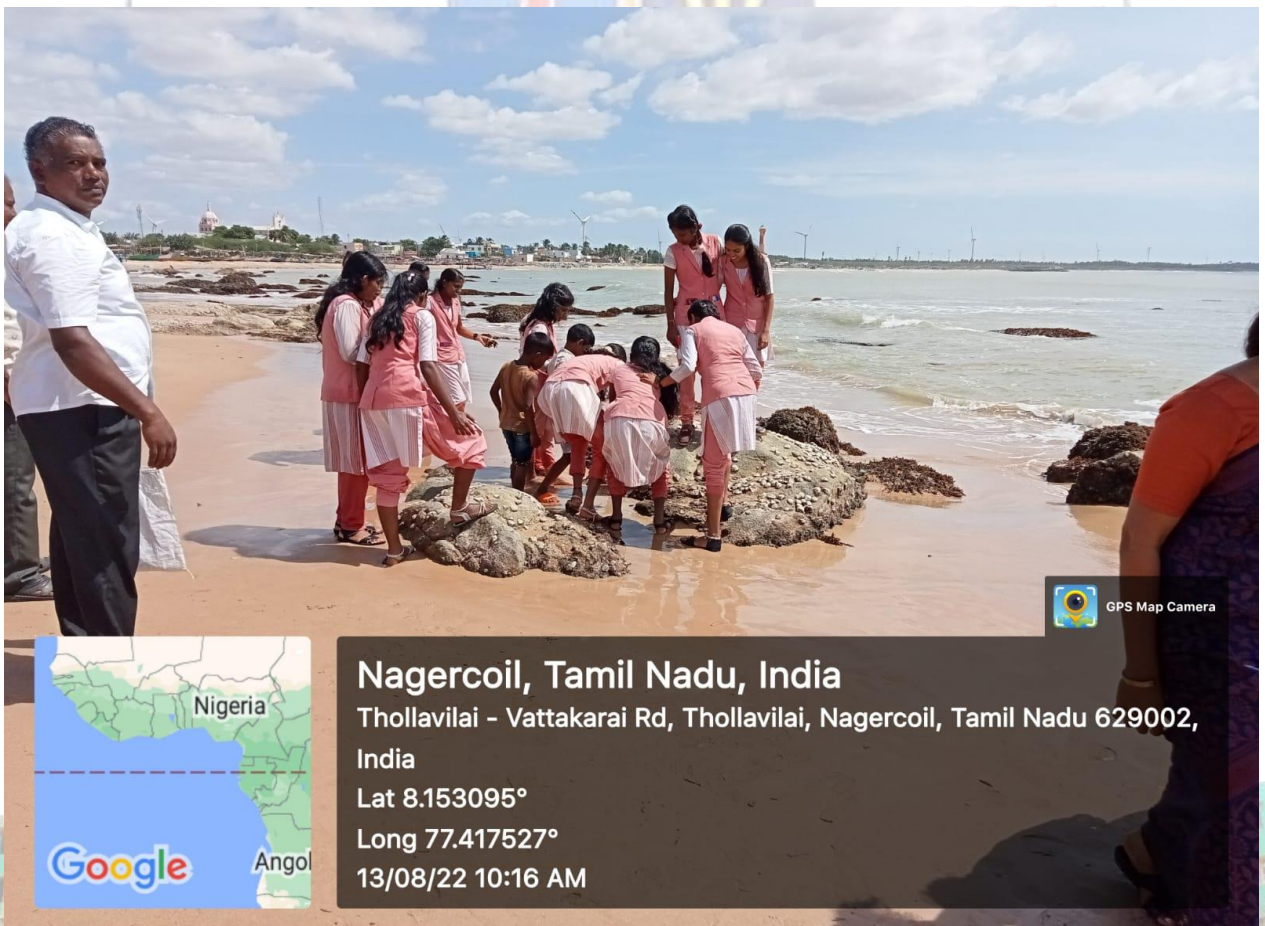 GPS Map Camera
Nigeria
Angol
Google
Nagercoil, Tamil Nadu, India
Thollavilai - Vattakarai Rd, Thollavilai, Nagercoil, Tamil Nadu 629002,
India
Lat 8.153095°
Long 77.417527°
13/08/22 10:16 AM